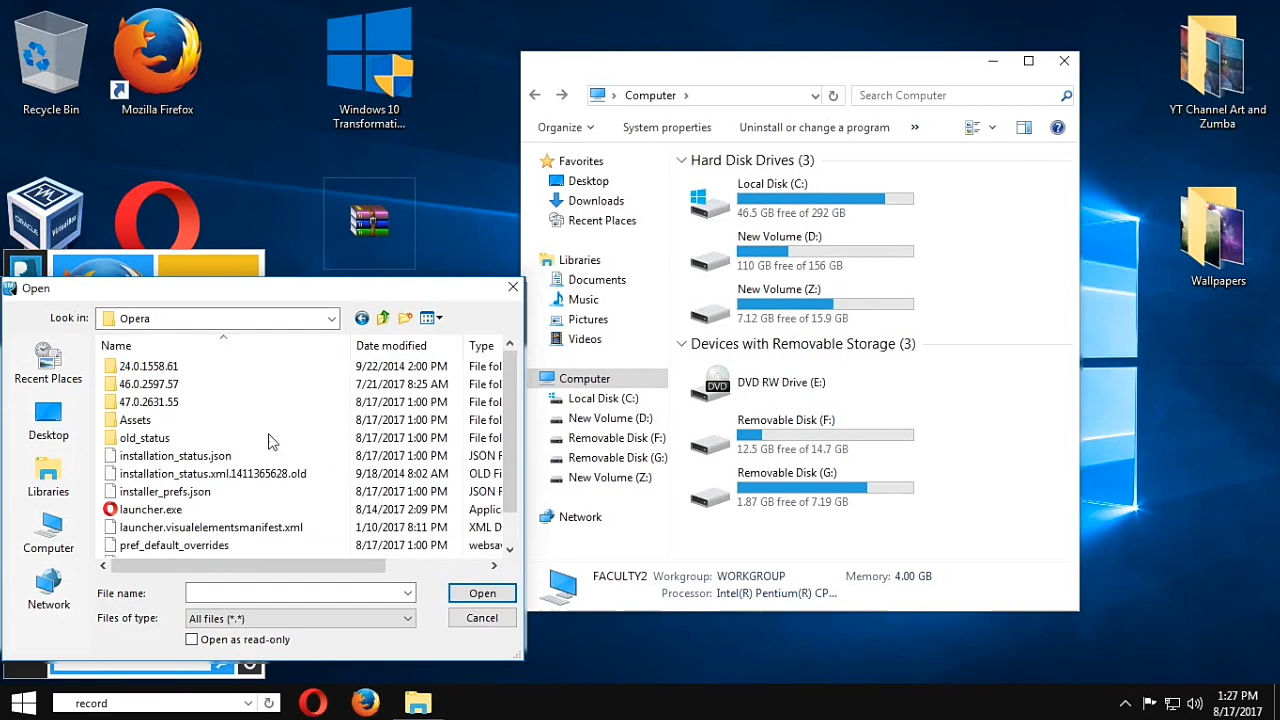 Recycle Bin
Mozilla Firefox
Windows 10
Transformati...
YT Channel Art and
Zumba
Wallpapers
ORACLE
VirtualBox
Computer
Search Computer
Organize
System properties
Uninstall or change a program
»
Favorites
Desktop
Downloads
Recent Places
Libraries
Documents
Music
Pictures
Videos
Computer
Local Disk (C:)
New Volume (D:)
Removable Disk (F:)
Removable Disk (G:)
New Volume (Z:)
Network
Hard Disk Drives (3)
Local Disk (C:)
46.5 GB free of 292 GB
New Volume (D:)
110 GB free of 156 GB
New Volume (Z:)
7.12 GB free of 15.9 GB
Devices with Removable Storage (3)
DVD
DVD RW Drive (E:)
Removable Disk (F:)
12.5 GB free of 14.7 GB
Removable Disk (G:)
1.87 GB free of 7.19 GB
FACULTY2 Workgroup: WORKGROUP Memory: 4.00 GB
Processor: Intel(R) Pentium(R) CP...
Open
Look in: Opera
Recent Places
Desktop
Libraries
Computer
Network
Name Date modified Type
24.0.1558.61 9/22/2014 2:00 PM File fol
46.0.2597.57 7/21/2017 8:25 AM File fol
47.0.2631.55 8/17/2017 1:00 PM File fol
Assets 8/17/2017 1:00 PM File fol
old_status 8/17/2017 1:00 PM File fol
installation_status.json 8/17/2017 1:00 PM JSON F
installation_status.xml.1411365628.old 9/18/2014 8:02 AM OLD Fi
installer_prefs.json 8/17/2017 1:00 PM JSON F
launcher.exe 8/14/2017 2:09 PM Applic
launcher.visualelementsmanifest.xml 1/10/2017 8:11 PM XML D
pref_default_overrides 8/17/2017 1:00 PM websa
File name:
Open
Files of type: All files (*.*)
Cancel
Open as read-only
record
1:27 PM
8/17/2017